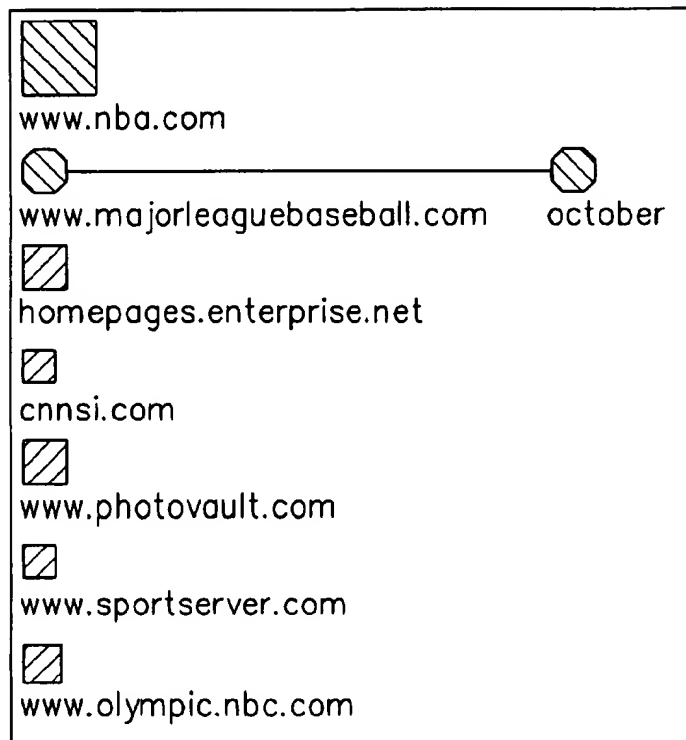 www.nba.com
www.majorleaguebaseball.com october
homepages.enterprise.net
cnnsi.com
www.photovault.com
www.sportserver.com
www.olympic.nbc.com